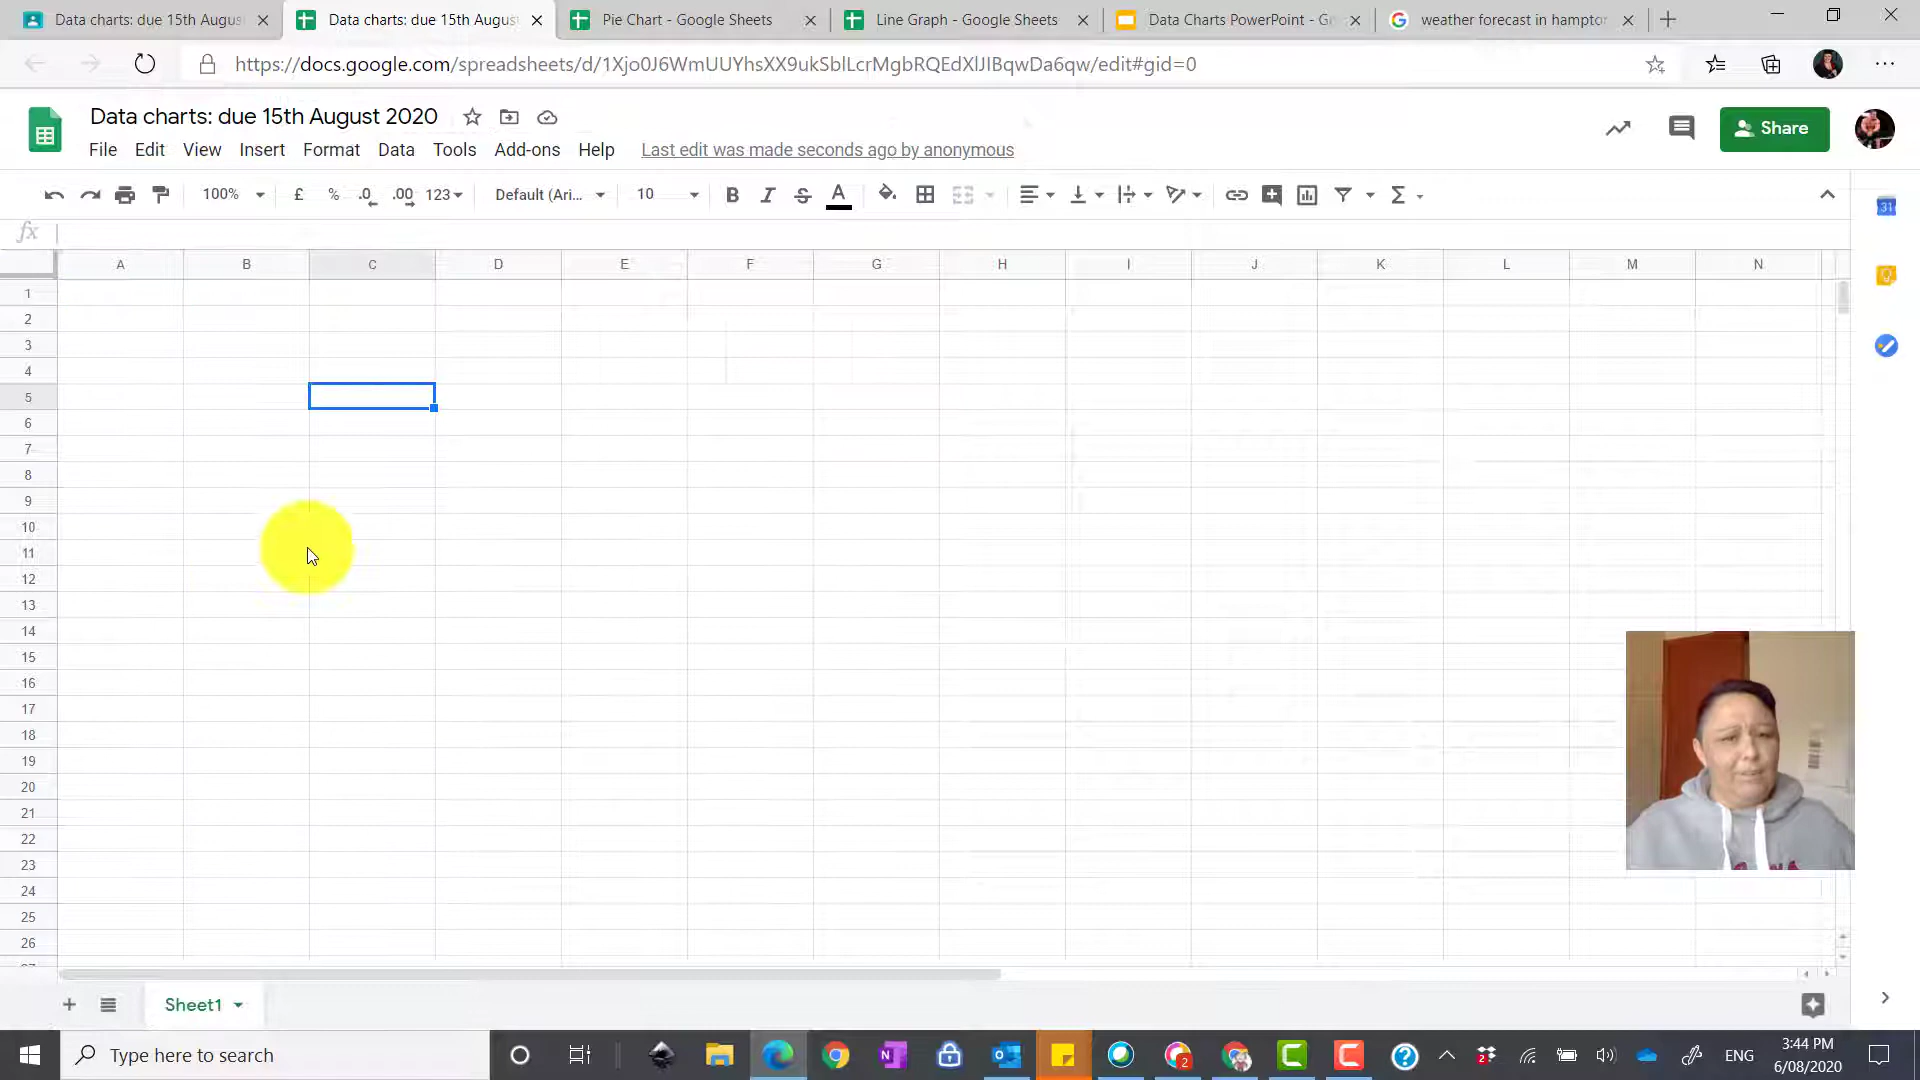 Data charts: due 15th Augus
Data charts: due 15th Augus
Pie Chart - Google Sheets
Line Graph - Google Sheets
Data Charts PowerPoint - Go
weather forecast in hampton
https://docs.google.com/spreadsheets/d/1Xjo0J6WmUUYhsXX9ukSblLcrMgbRQEdXlJIBqwDa6qw/edit#gid=0
Data charts: due 15th August 2020
Share
File Edit View Insert Format Data Tools Add-ons Help Last edit was made seconds ago by anonymous
100% £ % .0 .00 123 Default (Ari... 10 B I S A Σ
31
fx
A B C D E F G H I J K L M N
1
2
3
4
5
6
7
8
9
10
11
12
13
14
15
16
17
18
19
20
21
22
23
24
25
26
Sheet1
Type here to search
2
ENG
3:44 PM
6/08/2020